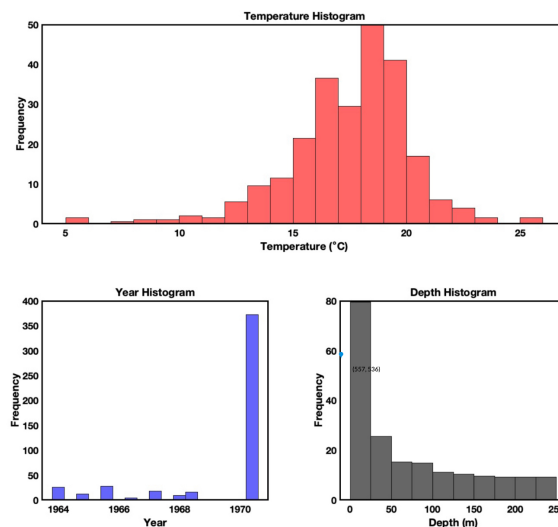 Temperature Histogram
50
40
30
20
10
0
Frequency
5 10 15 20 25
Temperature (°C)
Year Histogram
400
350
300
250
200
150
100
50
0
Frequency
1964 1966 1968 1970
Year
Depth Histogram
80
60
40
20
0
Frequency
(557, 536)
0 50 100 150 200 25
Depth (m)